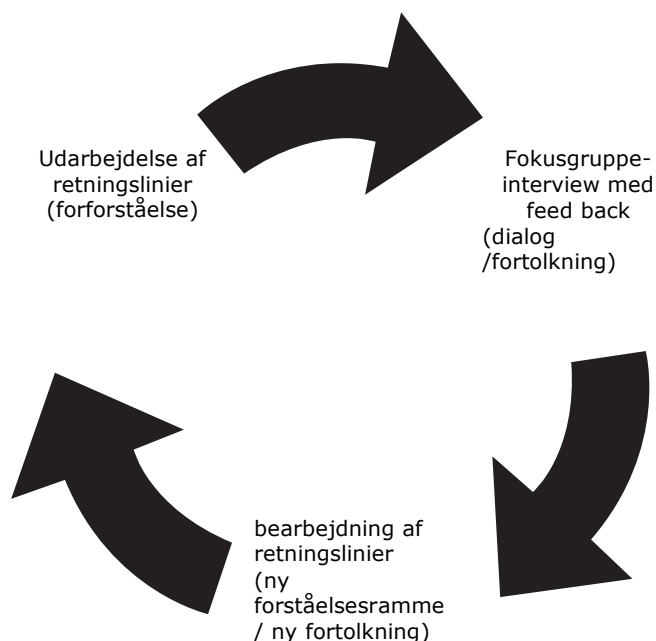 Udarbejdelse af
retningslinier
(forforståelse)
Fokusgruppe-
interview med
feed back
(dialog
/fortolkning)
bearbejdning af
retningslinier
(ny
forståelsesramme
/ ny fortolkning)